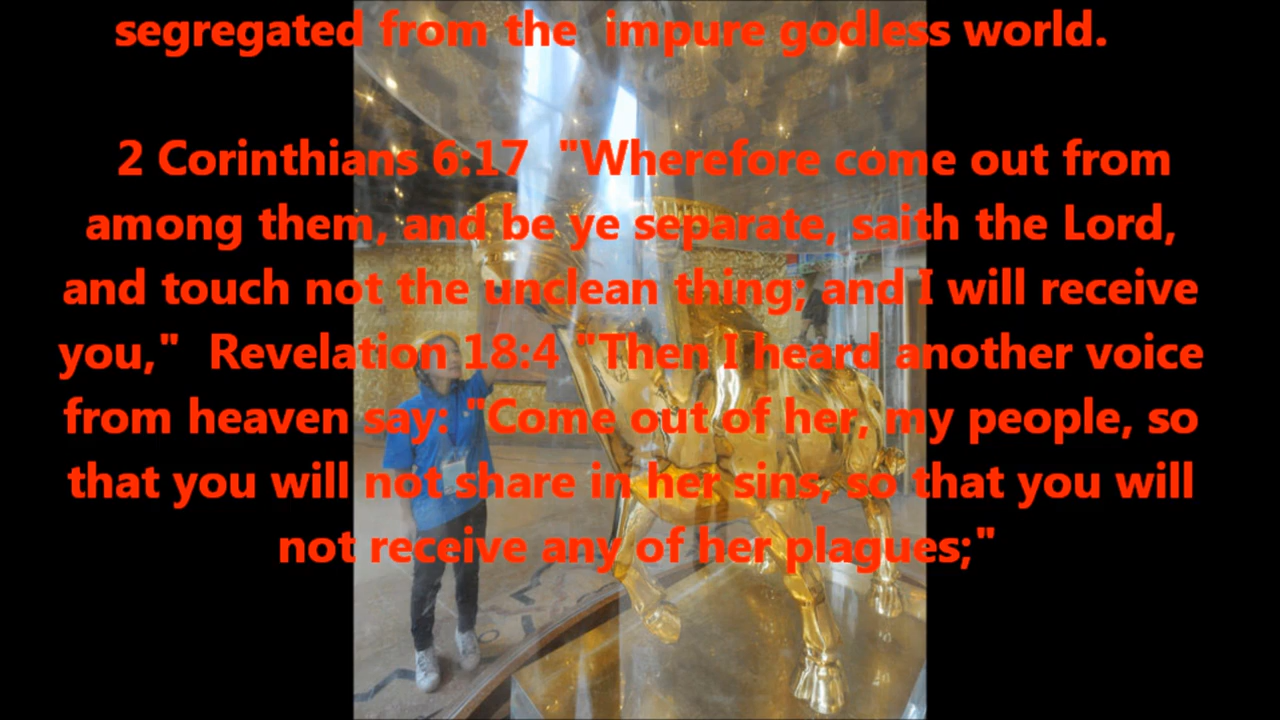 segregated from the  impure godless world.
2 Corinthians 6:17  "Wherefore come out from
among them, and be ye separate, saith the Lord,
and touch not the unclean thing; and I will receive
you,"  Revelation 18:4 "Then I heard another voice
from heaven say: "Come out of her, my people, so
that you will not share in her sins, so that you will
not receive any of her plagues;"